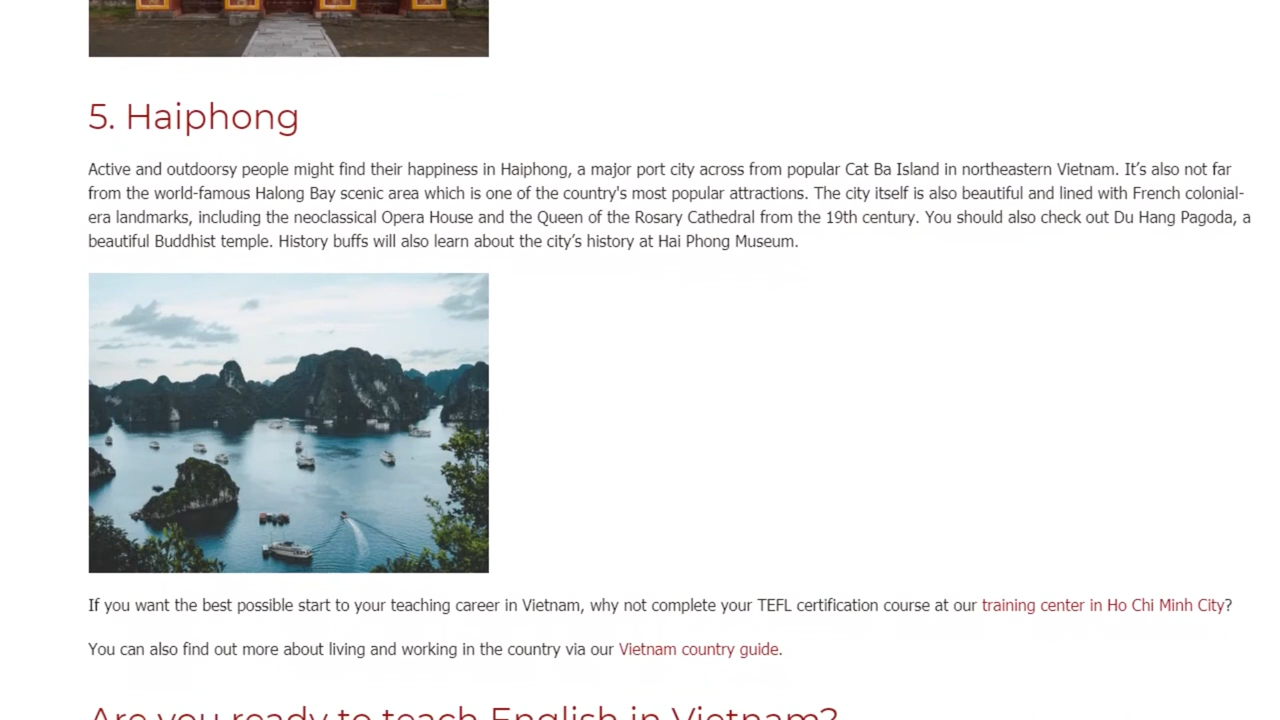 5. Haiphong
Active and outdoorsy people might find their happiness in Haiphong, a major port city across from popular Cat Ba Island in northeastern Vietnam. It’s also not far
from the world-famous Halong Bay scenic area which is one of the country's most popular attractions. The city itself is also beautiful and lined with French colonial-
era landmarks, including the neoclassical Opera House and the Queen of the Rosary Cathedral from the 19th century. You should also check out Du Hang Pagoda, a
beautiful Buddhist temple. History buffs will also learn about the city’s history at Hai Phong Museum.
If you want the best possible start to your teaching career in Vietnam, why not complete your TEFL certification course at our training center in Ho Chi Minh City?
You can also find out more about living and working in the country via our Vietnam country guide.
Are you ready to teach English in Vietnam?